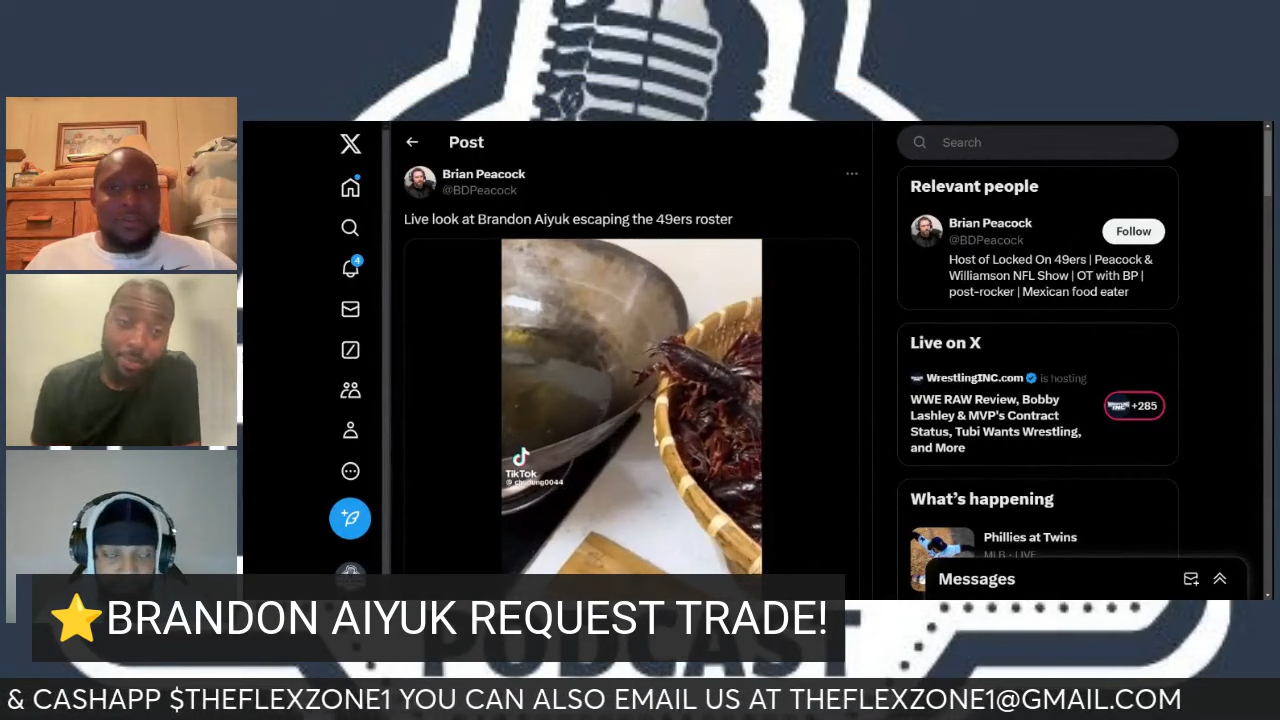 Post
Brian Peacock
@BDPeacock
Live look at Brandon Aiyuk escaping the 49ers roster
TikTok
4
Search
Relevant people
Brian Peacock
@BDPeacock
Follow
Host of Locked On 49ers | Peacock &
Williamson NFL Show | OT with BP |
post-rocker | Mexican food eater
Live on X
WrestlingINC.com is hosting
WWE RAW Review, Bobby
Lashley & MVP's Contract
Status, Tubi Wants Wrestling,
and More
+285
What's happening
Phillies at Twins
MLB · LIVE
Messages
⭐BRANDON AIYUK REQUEST TRADE!
PODCAST
& CASHAPP $THEFLEXZONE1 YOU CAN ALSO EMAIL US AT THEFLEXZONE1@GMAIL.COM